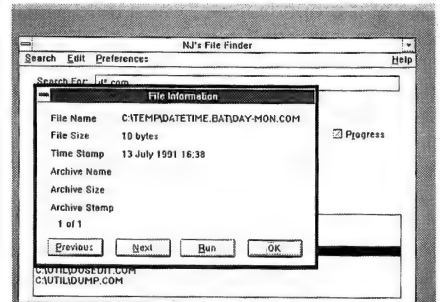 NJ's File Finder
Search Edit Preferences Help
Search For: d*.com
File Information
File Name C:\TEMP\DATETIME.BAT\DAY-MON.COM
File Size 10 bytes
Progress
Time Stamp 13 July 1991 16:38
Archive Name
Archive Size
Archive Stamp
1 of 1
Previous Next Run OK
C:\UTIL\DOSEDIT.COM
C:\UTIL\DUMP.COM